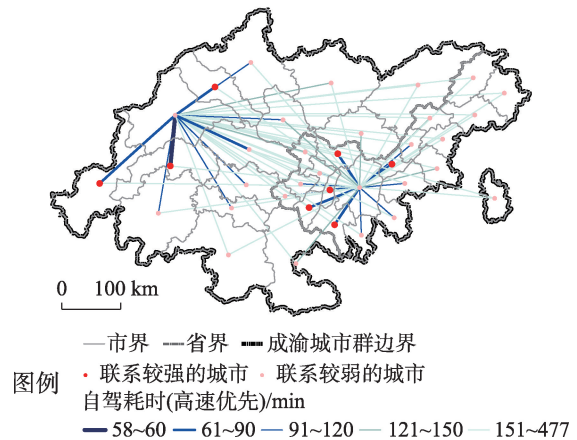 0 100 km
市界 省界 成渝城市群边界
图例 联系较强的城市 联系较弱的城市
自驾耗时(高速优先)/min
58~60 61~90 91~120 121~150 151~477